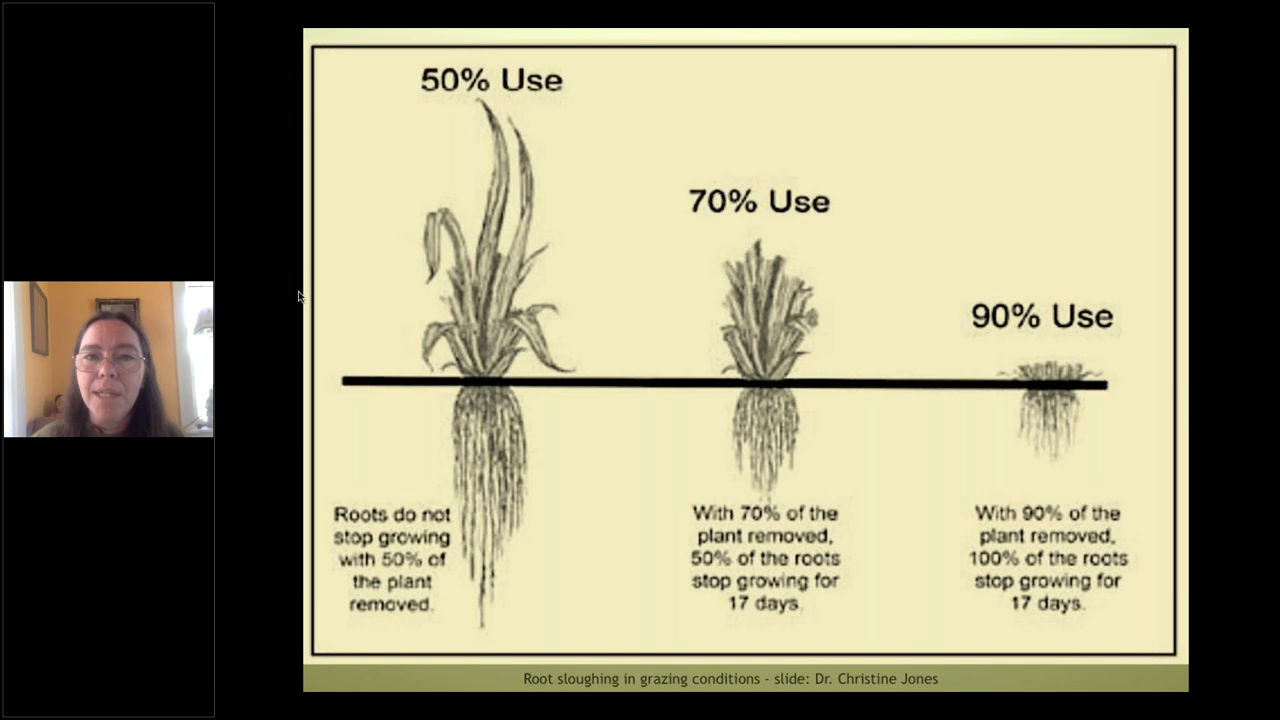 50% Use
70% Use
90% Use
Roots do not
stop growing
with 50% of
the plant
removed.
With 70% of the
plant removed,
50% of the roots
stop growing for
17 days.
With 90% of the
plant removed,
100% of the roots
stop growing for
17 days.
Root sloughing in grazing conditions - slide: Dr. Christine Jones